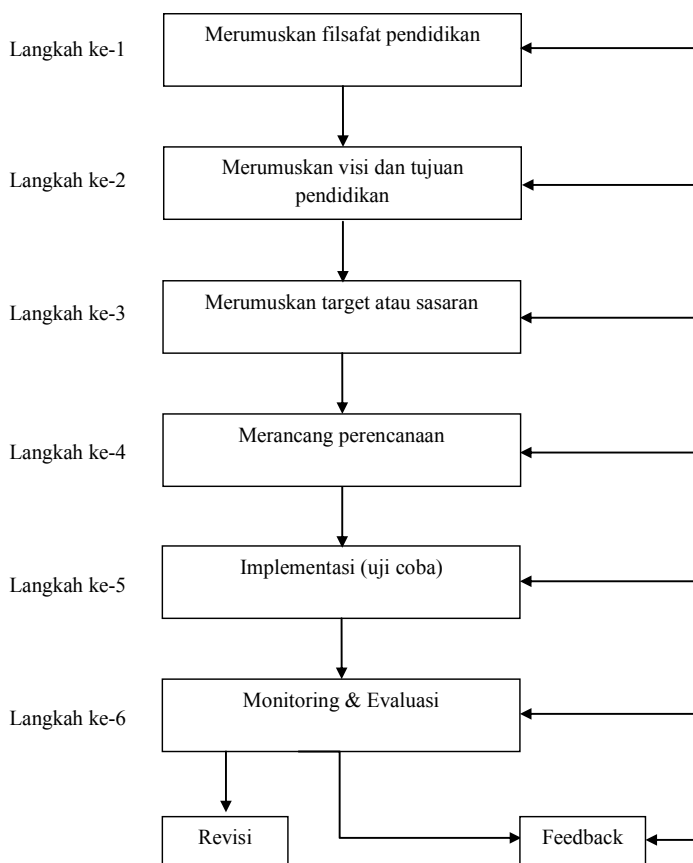 Langkah ke-1
Merumuskan filsafat pendidikan
Langkah ke-2
Merumuskan visi dan tujuan
pendidikan
Langkah ke-3
Merumuskan target atau sasaran
Langkah ke-4
Merancang perencanaan
Langkah ke-5
Implementasi (uji coba)
Langkah ke-6
Monitoring & Evaluasi
Revisi
Feedback